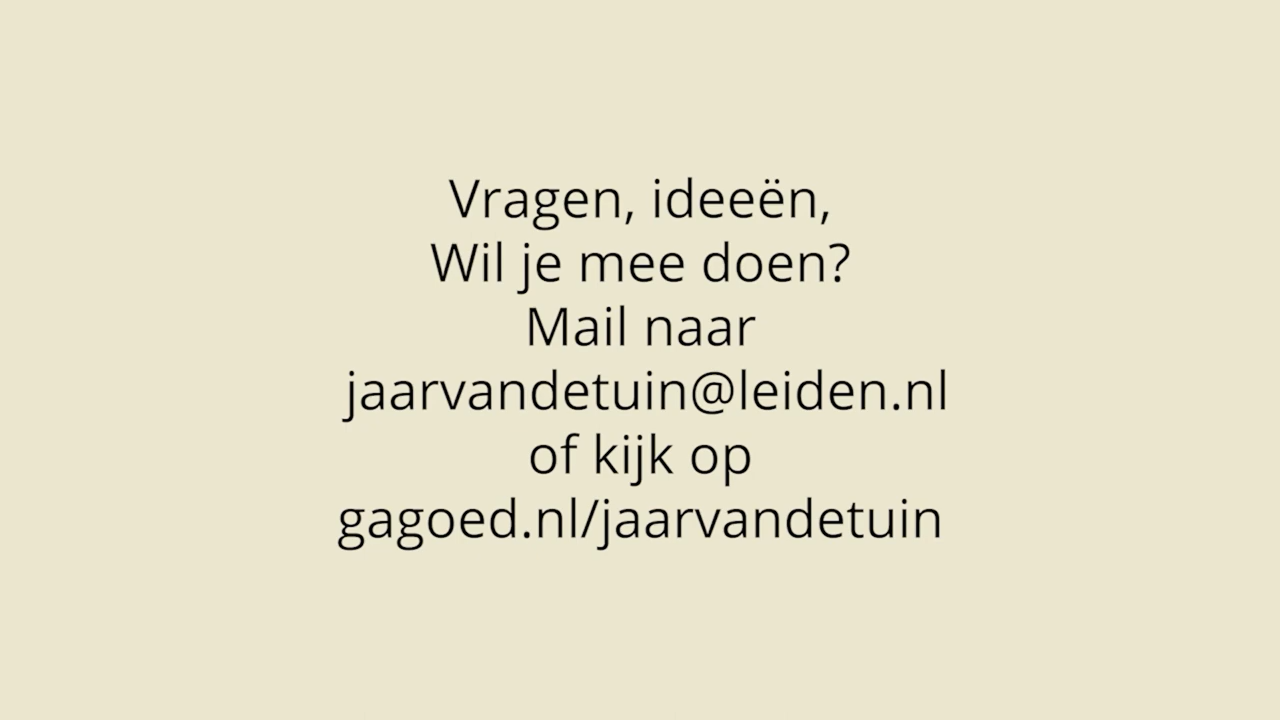 Vragen, ideeën,
Wil je mee doen?
Mail naar
jaarvandetuin@leiden.nl
of kijk op
gagoed.nl/jaarvandetuin